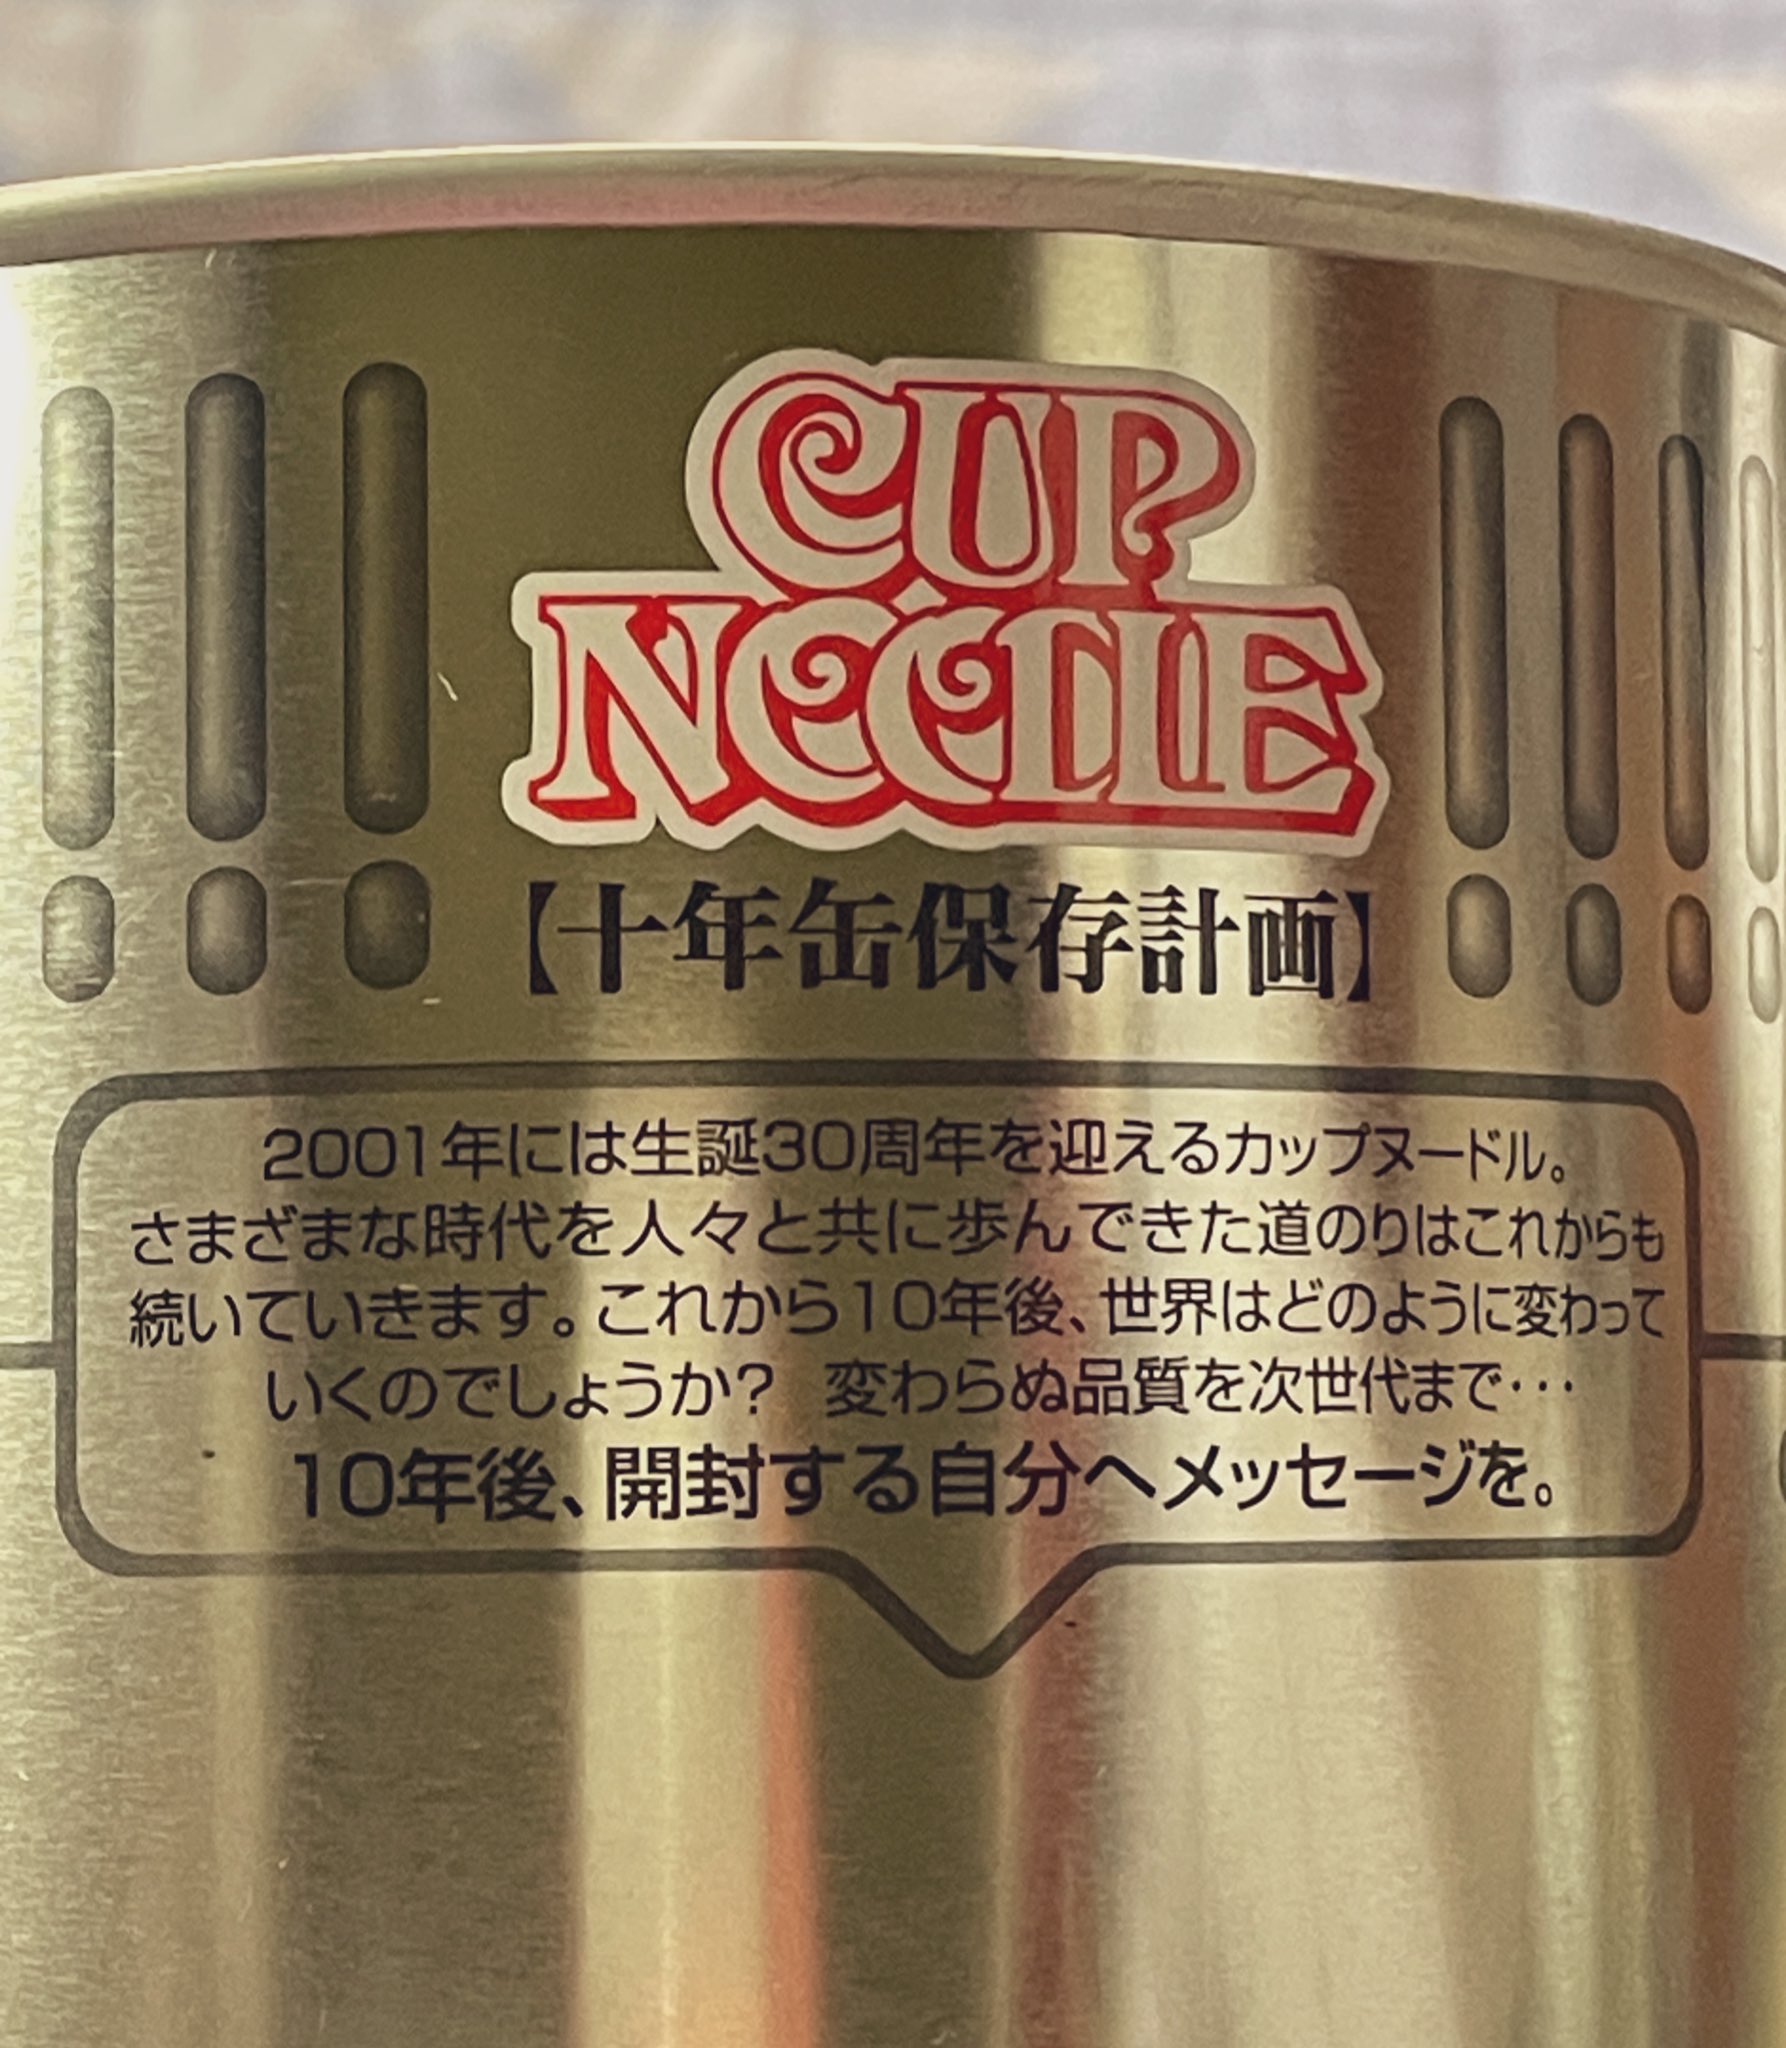 CUP
NOODLE
【十年缶保存計画】
2001年には生誕30周年を迎えるカップヌードル。
さまざまな時代を人々と共に歩んできた道のりはこれからも
続いていきます。これから10年後、世界はどのように変わって
いくのでしょうか? 変わらぬ品質を次世代まで･･･
10年後、開封する自分へメッセージを。